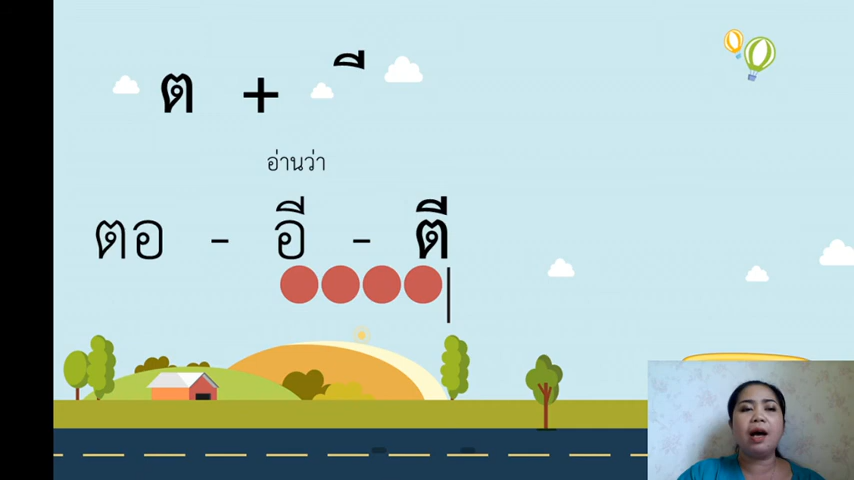 ต + ี
อ่านว่า
ตอ - อี - ตี